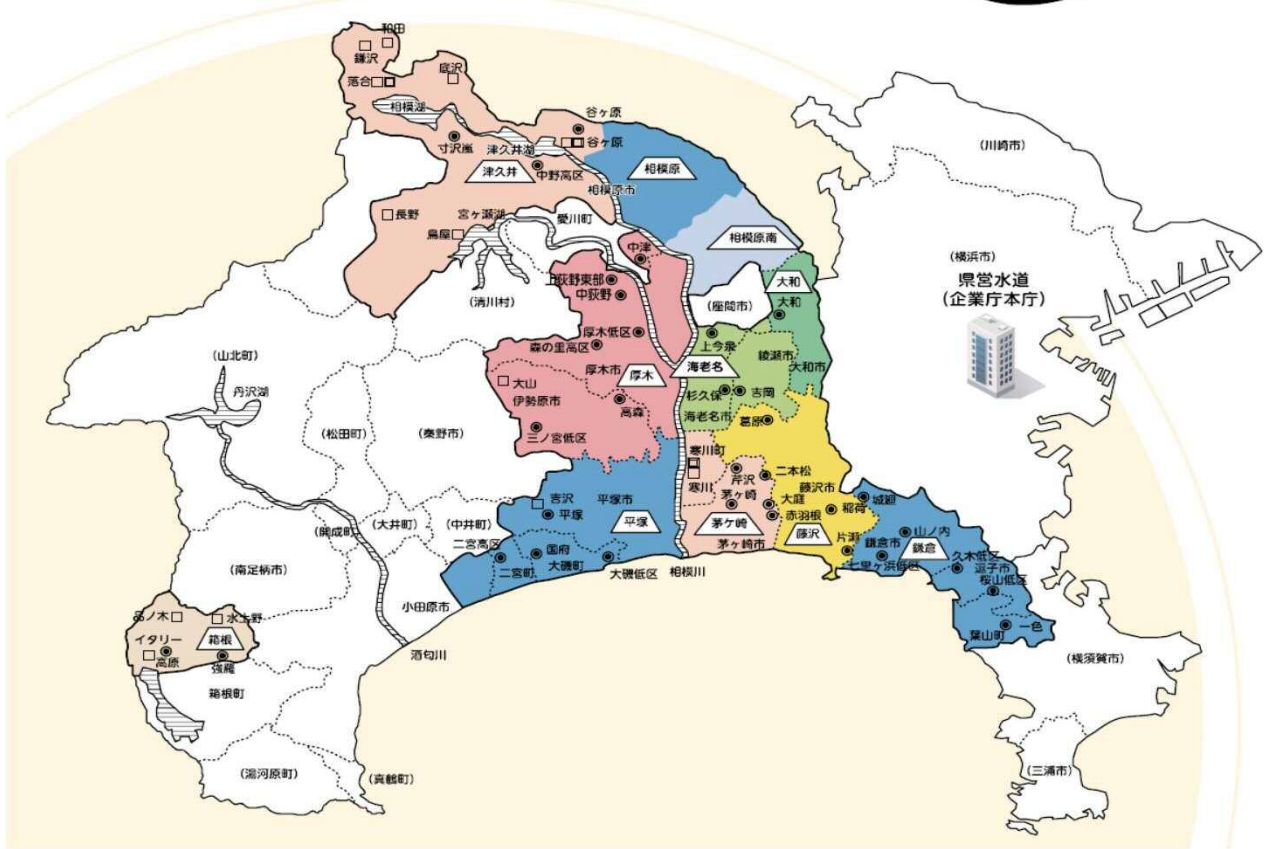 和田
鎌沢
底沢
落合
相模湖
谷ヶ原
谷ヶ原
津久井湖
寸沢嵐
津久井
中野高区
相模原
相模原市
長野
宮ヶ瀬湖
愛川町
鳥屋
中津
相模原南
(川崎市)
(横浜市)
県営水道
(企業庁本庁)
上荻野東部
中荻野
(清川村)
(座間市)
大和
大和
厚木低区
森の里高区
上今泉
綾瀬市
大和市
(山北町)
丹沢湖
厚木市
厚木
海老名
大山
伊勢原市
高森
杉久保
吉岡
海老名市
葛原
(松田町)
(秦野市)
三ノ宮低区
寒川町
寒川
芹沢
二本松
藤沢市
吉沢
平塚市
平塚
平塚
茅ヶ崎
大庭
赤羽根
稲荷
城廻
茅ケ崎
茅ヶ崎市
藤沢
片瀬
山ノ内
鎌倉市
鎌倉
七里ヶ浜低区
久木低区
逗子市
桜山低区
(開成町)
(大井町)
(中井町)
二宮高区
国府
二宮町
大磯町
大磯低区
相模川
(南足柄市)
小田原市
葉山町
一色
品ノ木
水土野
イタリー
箱根
高原
強羅
酒匂川
(横須賀市)
箱根町
(湯河原町)
(真鶴町)
(三浦市)